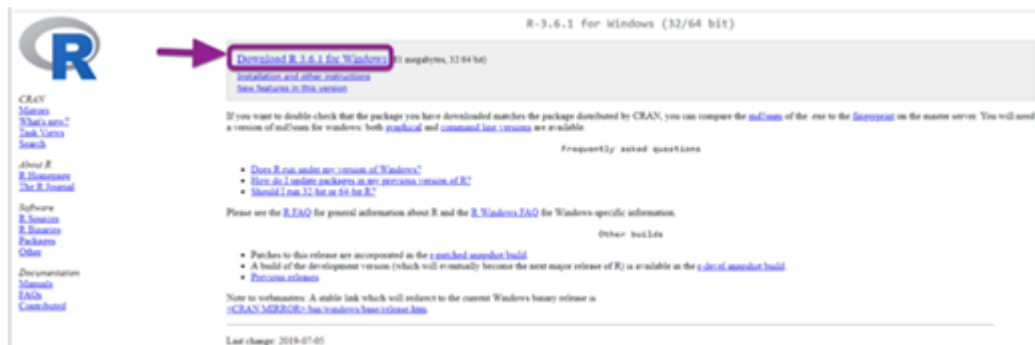 R
CRAN
Mirrors
What's new?
Task Views
Search
About R
R Homepage
The R Journal
Software
R Sources
R Binaries
Packages
Other
Documentation
Manuals
FAQs
Contributed
R-3.6.1 for Windows (32/64 bit)
Download R 3.6.1 for Windows (81 megabytes, 32/64 bit)
Installation and other instructions
New features in this version
If you want to double-check that the package you have downloaded matches the package distributed by CRAN, you can compare the md5sum of the .exe to the fingerprint on the master server. You will need
a version of md5sum for windows: both graphical and command line versions are available.
Frequently asked questions
• Does R run under my version of Windows?
• How do I update packages in my previous version of R?
• Should I run 32-bit or 64-bit R?
Please see the R FAQ for general information about R and the R Windows FAQ for Windows-specific information.
Other builds
• Patches to this release are incorporated in the r-patched snapshot build.
• A build of the development version (which will eventually become the next major release of R) is available in the r-devel snapshot build.
• Previous releases
Note to webmasters: A stable link which will redirect to the current Windows binary release is
<CRAN MIRROR>/bin/windows/base/release.htm.
Last change: 2019-07-05